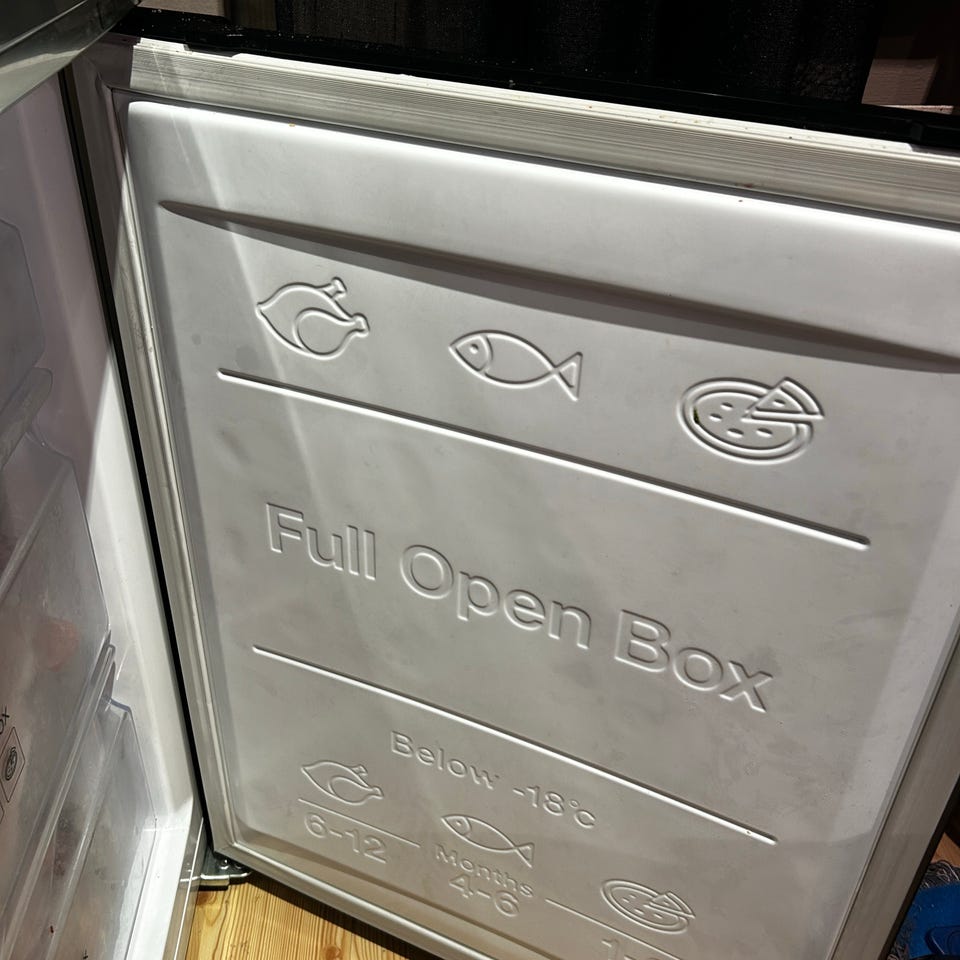 Full Open Box
Below -18°C
6-12
Months
4-6